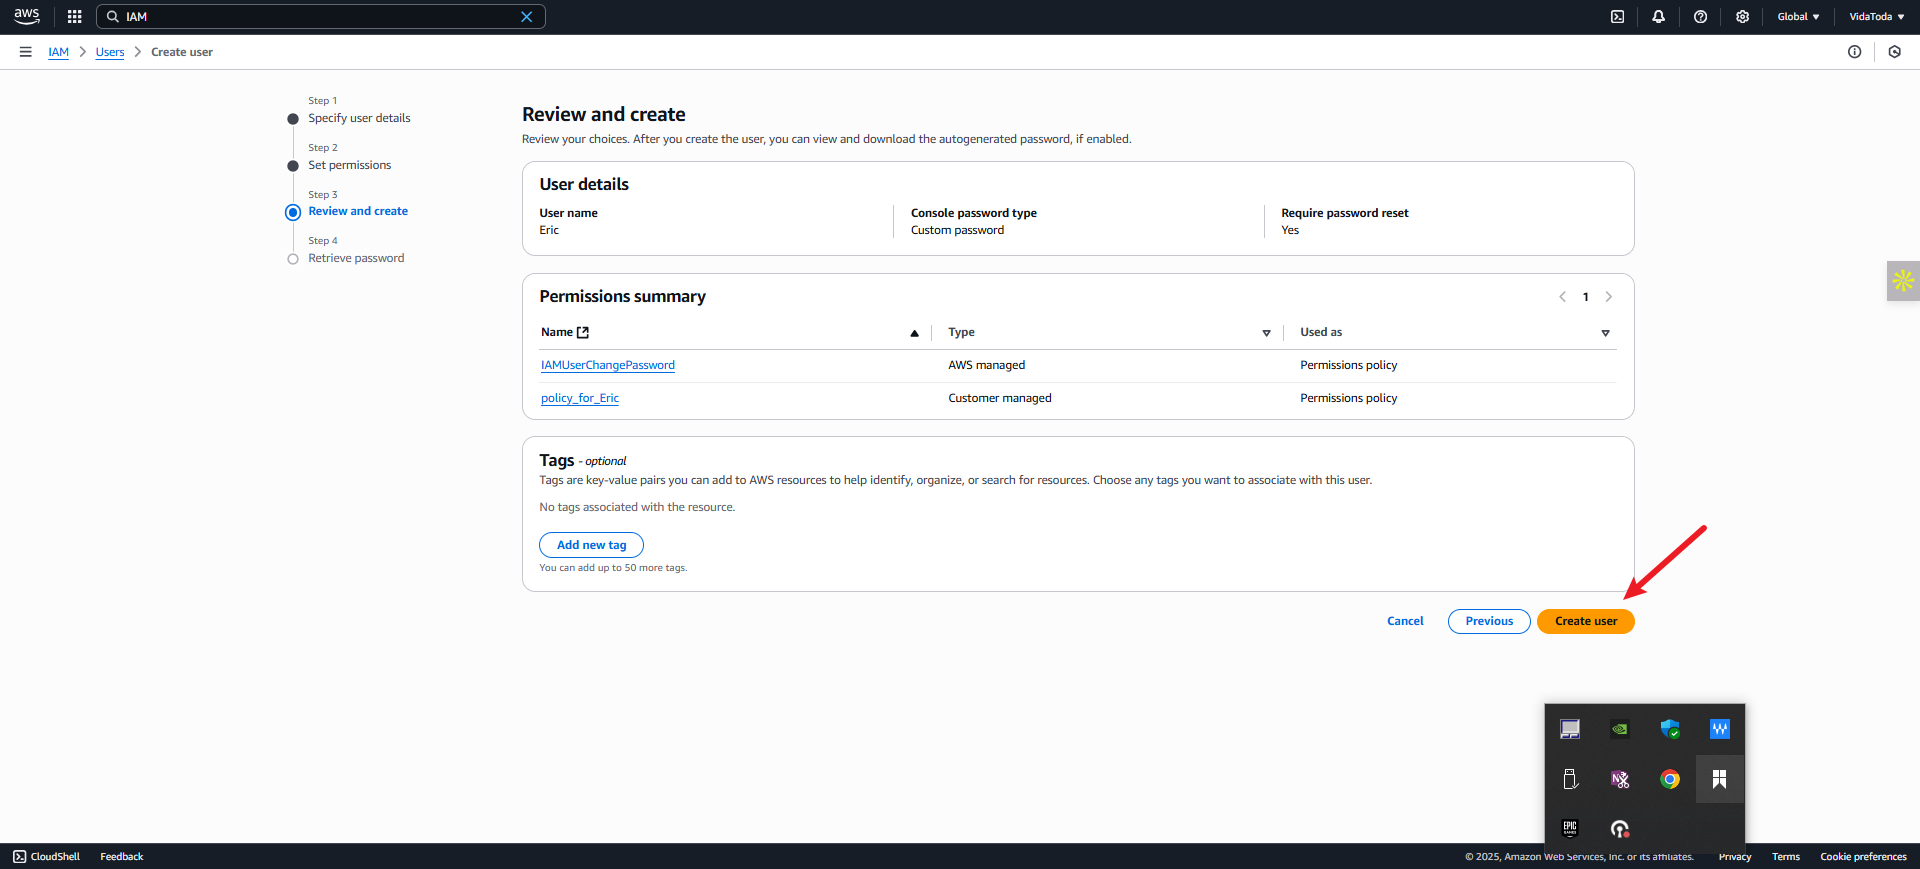 aws
IAM
Global ▼
VidaToda ▼
IAM > Users > Create user
Step 1
Specify user details
Step 2
Set permissions
Step 3
Review and create
Step 4
Retrieve password
Review and create
Review your choices. After you create the user, you can view and download the autogenerated password, if enabled.
User details
User name
Eric
Console password type
Custom password
Require password reset
Yes
Permissions summary
1
Name Type Used as
IAMUserChangePassword AWS managed Permissions policy
policy_for_Eric Customer managed Permissions policy
Tags - optional
Tags are key-value pairs you can add to AWS resources to help identify, organize, or search for resources. Choose any tags you want to associate with this user.
No tags associated with the resource.
Add new tag
You can add up to 50 more tags.
Cancel Previous Create user
N
EPIC
GAMES
CloudShell Feedback
© 2025, Amazon Web Services, Inc. or its affiliates. Privacy Terms Cookie preferences